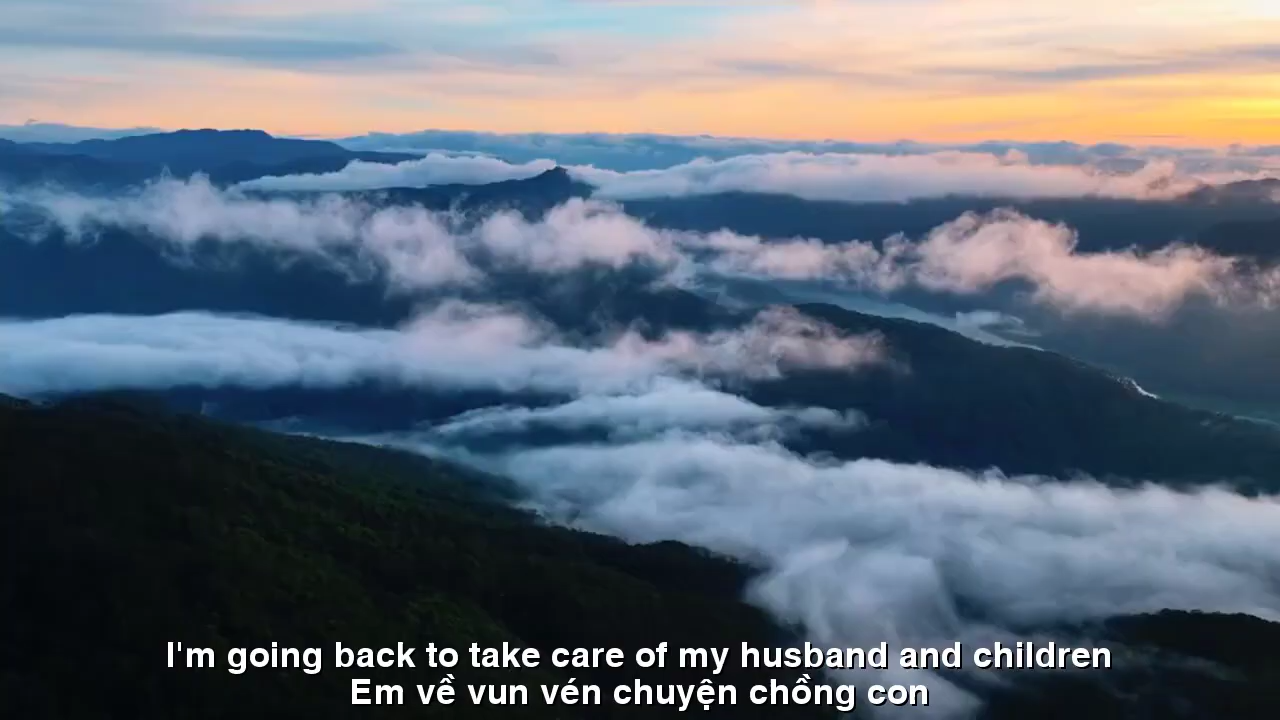 I'm going back to take care of my husband and children
Em về vun vén chuyện chồng con